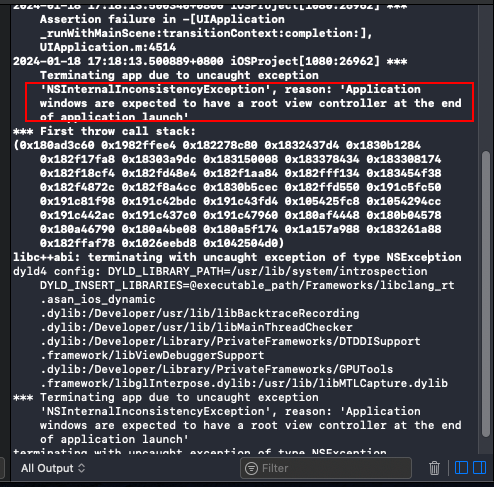 2024-01-18 17:18:13.500340+0800 iOSProject[1080:26962] ***
Assertion failure in -[UIApplication
_runWithMainScene:transitionContext:completion:],
UIApplication.m:4514
2024-01-18 17:18:13.500889+0800 iOSProject[1080:26962] ***
Terminating app due to uncaught exception
'NSInternalInconsistencyException', reason: 'Application
windows are expected to have a root view controller at the end
of application launch'
*** First throw call stack:
(0x180ad3c60 0x1982ffee4 0x182278c80 0x1832437d4 0x1830b1284
0x182f17fa8 0x18303a9dc 0x183150008 0x183378434 0x183308174
0x182f18cf4 0x182fd48e4 0x182f1aa84 0x182fff134 0x183454f38
0x182f4872c 0x182f8a4cc 0x1830b5cec 0x182ffd550 0x191c5fc50
0x191c81f98 0x191c42bdc 0x191c43fd4 0x105425fc8 0x1054294cc
0x191c442ac 0x191c437c0 0x191c47960 0x180af4448 0x180b04578
0x180a46790 0x180a4be08 0x180a5f174 0x1a157a988 0x183261a88
0x182ffaf78 0x1026eebd8 0x1042504d0)
libc++abi: terminating with uncaught exception of type NSException
dyld4 config: DYLD_LIBRARY_PATH=/usr/lib/system/introspection
DYLD_INSERT_LIBRARIES=@executable_path/Frameworks/libclang_rt
.asan_ios_dynamic
.dylib:/Developer/usr/lib/libBacktraceRecording
.dylib:/Developer/usr/lib/libMainThreadChecker
.dylib:/Developer/Library/PrivateFrameworks/DTDDISupport
.framework/libViewDebuggerSupport
.dylib:/Developer/Library/PrivateFrameworks/GPUTools
.framework/libglInterpose.dylib:/usr/lib/libMTLCapture.dylib
*** Terminating app due to uncaught exception
'NSInternalInconsistencyException', reason: 'Application
windows are expected to have a root view controller at the end
of application launch'
terminating with uncaught exception of type NSException
All Output
Filter